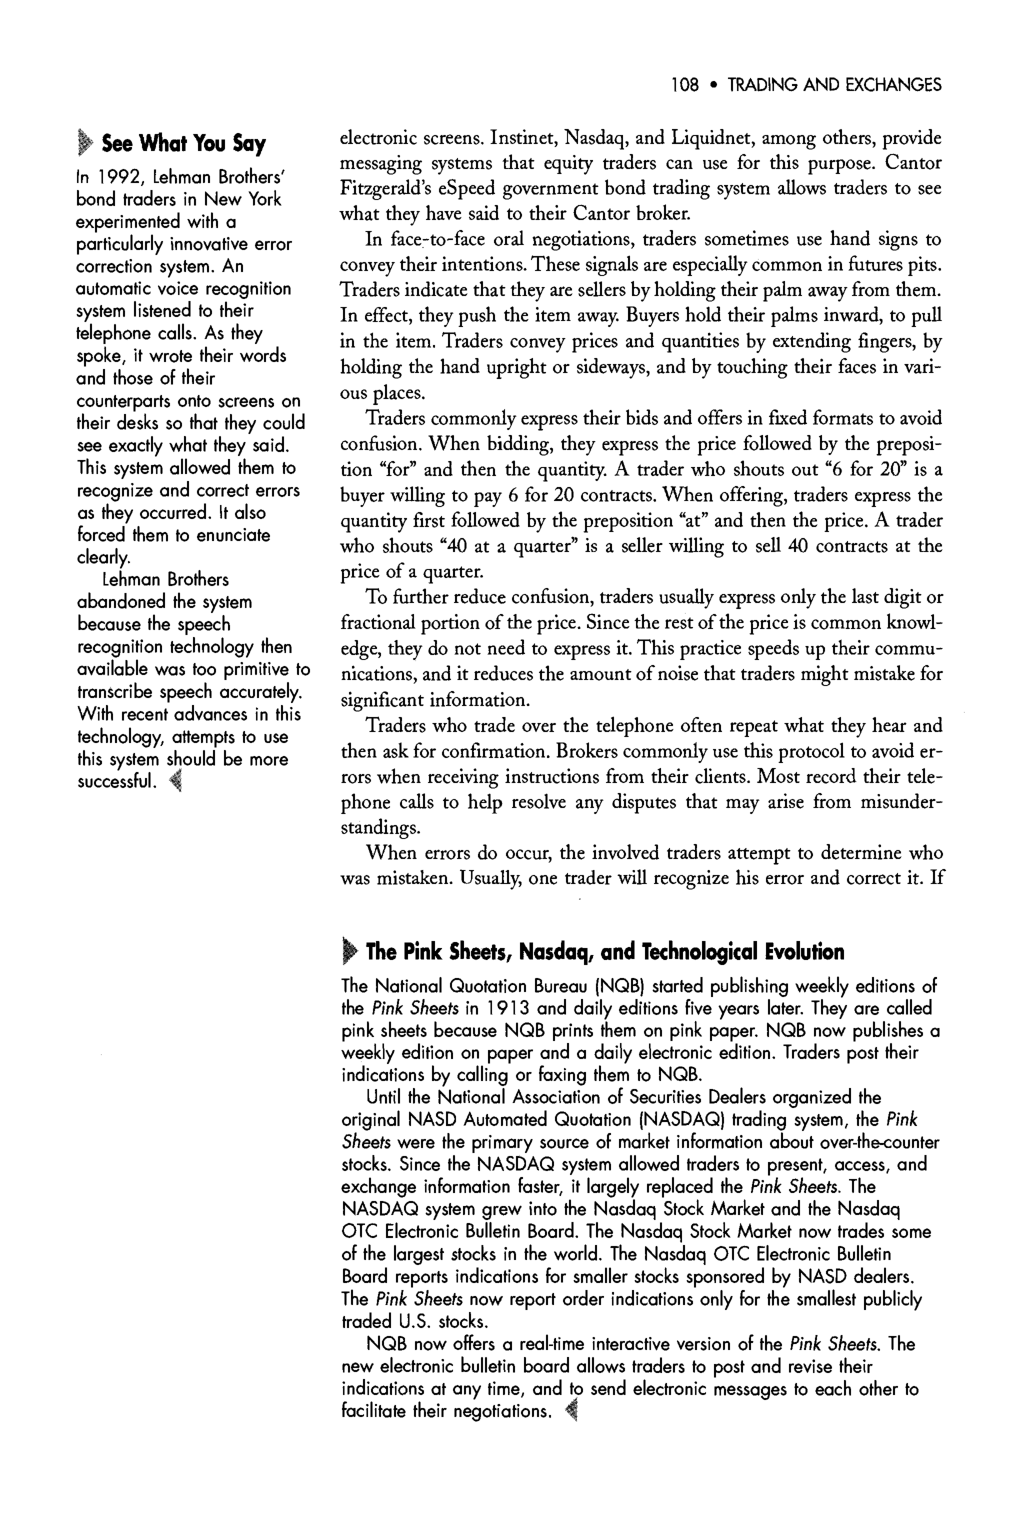 108 • TRADING AND EXCHANGES
See What You Say
In 1992, Lehman Brothers'
bond traders in New York
experimented with a
particularly innovative error
correction system. An
automatic voice recognition
system listened to their
telephone calls. As they
spoke, it wrote their words
and those of their
counterparts onto screens on
their desks so that they could
see exactly what they said.
This system allowed them to
recognize and correct errors
as they occurred. It also
forced them to enunciate
clearly.
Lehman Brothers
abandoned the system
because the speech
recognition technology then
available was too primitive to
transcribe speech accurately.
With recent advances in this
technology, attempts to use
this system should be more
successful.
electronic screens. Instinet, Nasdaq, and Liquidnet, among others, provide
messaging systems that equity traders can use for this purpose. Cantor
Fitzgerald's eSpeed government bond trading system allows traders to see
what they have said to their Cantor broker.
In face-to-face oral negotiations, traders sometimes use hand signs to
convey their intentions. These signals are especially common in futures pits.
Traders indicate that they are sellers by holding their palm away from them.
In effect, they push the item away. Buyers hold their palms inward, to pull
in the item. Traders convey prices and quantities by extending fingers, by
holding the hand upright or sideways, and by touching their faces in vari-
ous places.
Traders commonly express their bids and offers in fixed formats to avoid
confusion. When bidding, they express the price followed by the preposi-
tion "for" and then the quantity. A trader who shouts out "6 for 20" is a
buyer willing to pay 6 for 20 contracts. When offering, traders express the
quantity first followed by the preposition "at" and then the price. A trader
who shouts "40 at a quarter" is a seller willing to sell 40 contracts at the
price of a quarter.
To further reduce confusion, traders usually express only the last digit or
fractional portion of the price. Since the rest of the price is common knowl-
edge, they do not need to express it. This practice speeds up their commu-
nications, and it reduces the amount of noise that traders might mistake for
significant information.
Traders who trade over the telephone often repeat what they hear and
then ask for confirmation. Brokers commonly use this protocol to avoid er-
rors when receiving instructions from their clients. Most record their tele-
phone calls to help resolve any disputes that may arise from misunder-
standings.
When errors do occur, the involved traders attempt to determine who
was mistaken. Usually, one trader will recognize his error and correct it. If
The Pink Sheets, Nasdaq, and Technological Evolution
The National Quotation Bureau (NQB) started publishing weekly editions of
the Pink Sheets in 1913 and daily editions five years later. They are called
pink sheets because NQB prints them on pink paper. NQB now publishes a
weekly edition on paper and a daily electronic edition. Traders post their
indications by calling or faxing them to NQB.
Until the National Association of Securities Dealers organized the
original NASD Automated Quotation (NASDAQ) trading system, the Pink
Sheets were the primary source of market information about over-the-counter
stocks. Since the NASDAQ system allowed traders to present, access, and
exchange information faster, it largely replaced the Pink Sheets. The
NASDAQ system grew into the Nasdaq Stock Market and the Nasdaq
OTC Electronic Bulletin Board. The Nasdaq Stock Market now trades some
of the largest stocks in the world. The Nasdaq OTC Electronic Bulletin
Board reports indications for smaller stocks sponsored by NASD dealers.
The Pink Sheets now report order indications only for the smallest publicly
traded U.S. stocks.
NQB now offers a real-time interactive version of the Pink Sheets. The
new electronic bulletin board allows traders to post and revise their
indications at any time, and to send electronic messages to each other to
facilitate their negotiations.